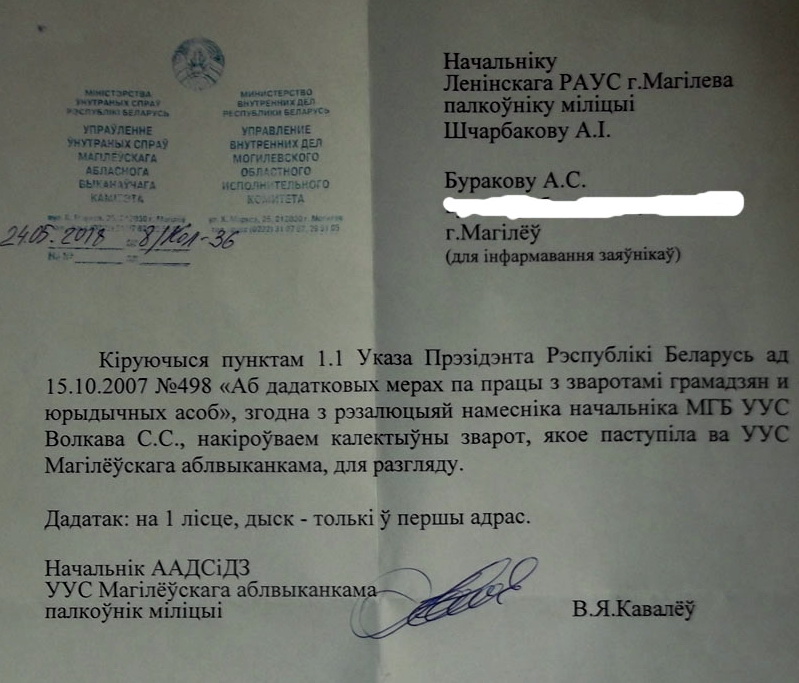 МІНІСТЭРСТВА
УНУТРАНЫХ СПРАЎ
РЭСПУБЛІКІ БЕЛАРУСЬ
УПРАЎЛЕННЕ
УНУТРАНЫХ СПРАЎ
МАГІЛЁЎСКАГА
АБЛАСНОГА
ВЫКАНАЎЧАГА
КАМІТЭТА
МИНИСТЕРСТВО
ВНУТРЕННИХ ДЕЛ
РЕСПУБЛИКИ БЕЛАРУСЬ
УПРАВЛЕНИЕ
ВНУТРЕННИХ ДЕЛ
МОГИЛЕВСКОГО
ОБЛАСТНОГО
ИСПОЛНИТЕЛЬНОГО
КОМИТЕТА
24.05.2018 8/Кол-36
Начальніку
Ленінскага РАУС г.Магілева
палкоўніку міліцыі
Шчарбакову А.І.
Буракову А.С.
г.Магілёў
(для інфармавання заяўнікаў)
Кіруючыся пунктам 1.1 Указа Прэзідэнта Рэспублікі Беларусь ад
15.10.2007 №498 «Аб дадатковых мерах па працы з зваротамі грамадзян и
юрыдычных асоб», згодна з рэзалюцыяй намесніка начальніка МГБ УУС
Волкава С.С., накіроўваем калектыўны зварот, якое паступіла ва УУС
Магілёўскага аблвыканкама, для разгляду.
Дадатак: на 1 лісце, дыск - толькі ў першы адрас.
Начальнік ААДСіДЗ
УУС Магілёўскага аблвыканкама
палкоўнік міліцыі
В.Я.Кавалёў